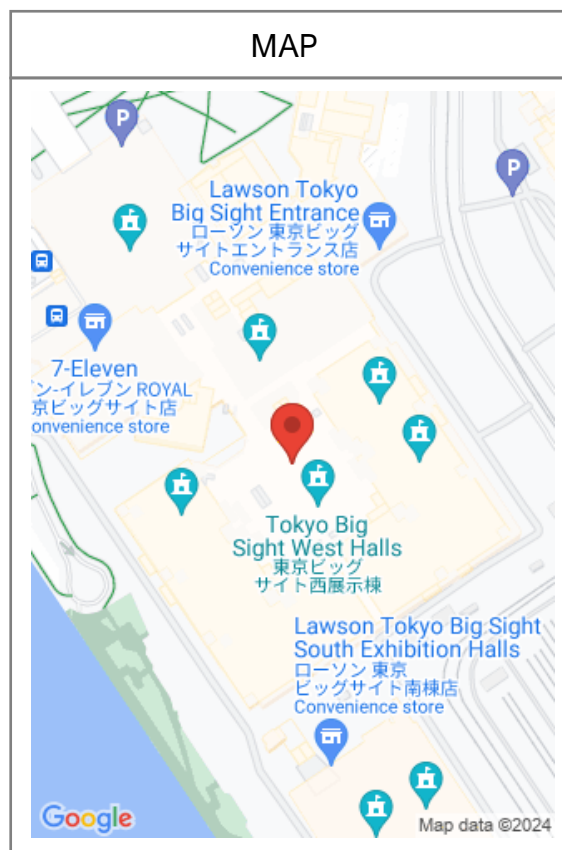 MAP
P
P
Lawson Tokyo
Big Sight Entrance
ローソン 東京ビッグ
サイトエントランス店
Convenience store
7-Eleven
ン-イレブン ROYAL
京ビッグサイト店
onvenience store
Tokyo Big
Sight West Halls
東京ビッグ
サイト西展示棟
Lawson Tokyo Big Sight
South Exhibition Halls
ローソン 東京
ビッグサイト南棟店
Convenience store
Google
Map data ©2024